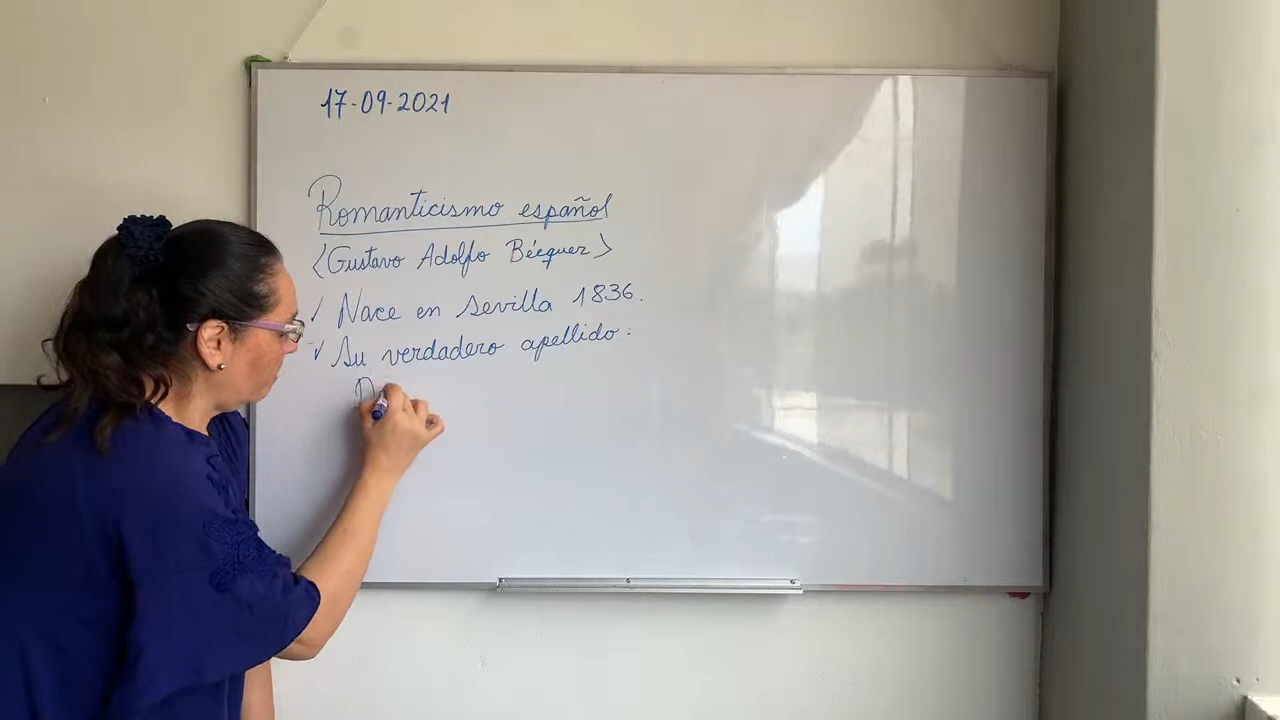 17-09-2021
Romanticismo español
<Gustavo Adolfo Bécquer>
✓ Nace en Sevilla 1836.
✓ Su verdadero apellido: